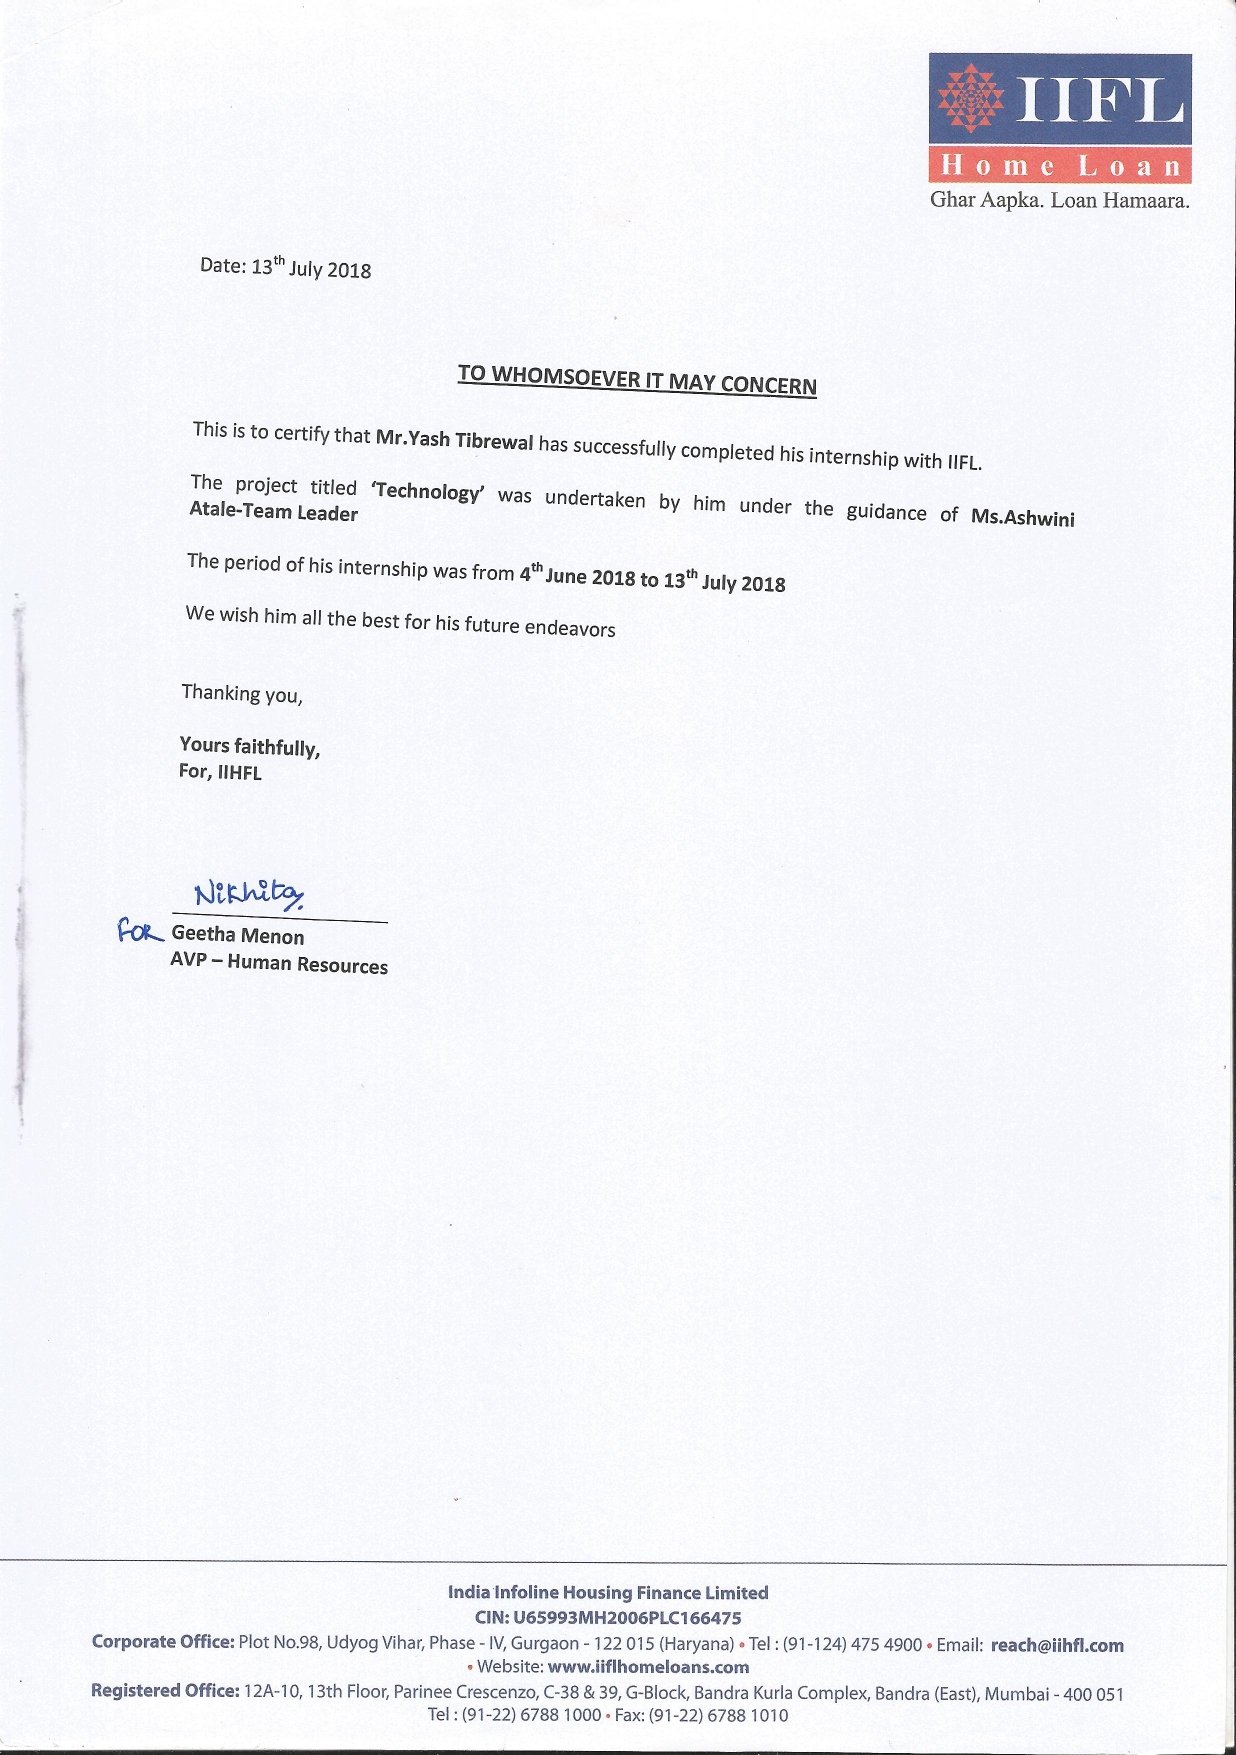 IIFL
Home Loan
Ghar Aapka. Loan Hamaara.
Date: 13th July 2018
TO WHOMSOEVER IT MAY CONCERN
This is to certify that Mr.Yash Tibrewal has successfully completed his internship with IIFL.
The project titled ‘Technology’ was undertaken by him under the guidance of Ms.Ashwini
Atale-Team Leader
The period of his internship was from 4th June 2018 to 13th July 2018
We wish him all the best for his future endeavors
Thanking you,
Yours faithfully,
For, IIHFL
Nikhita
FOR Geetha Menon
AVP – Human Resources
India Infoline Housing Finance Limited
CIN: U65993MH2006PLC166475
Corporate Office: Plot No.98, Udyog Vihar, Phase - IV, Gurgaon - 122 015 (Haryana) • Tel : (91-124) 475 4900 • Email: reach@iihfl.com
• Website: www.iiflhomeloans.com
Registered Office: 12A-10, 13th Floor, Parinee Crescenzo, C-38 & 39, G-Block, Bandra Kurla Complex, Bandra (East), Mumbai - 400 051
Tel : (91-22) 6788 1000 • Fax: (91-22) 6788 1010